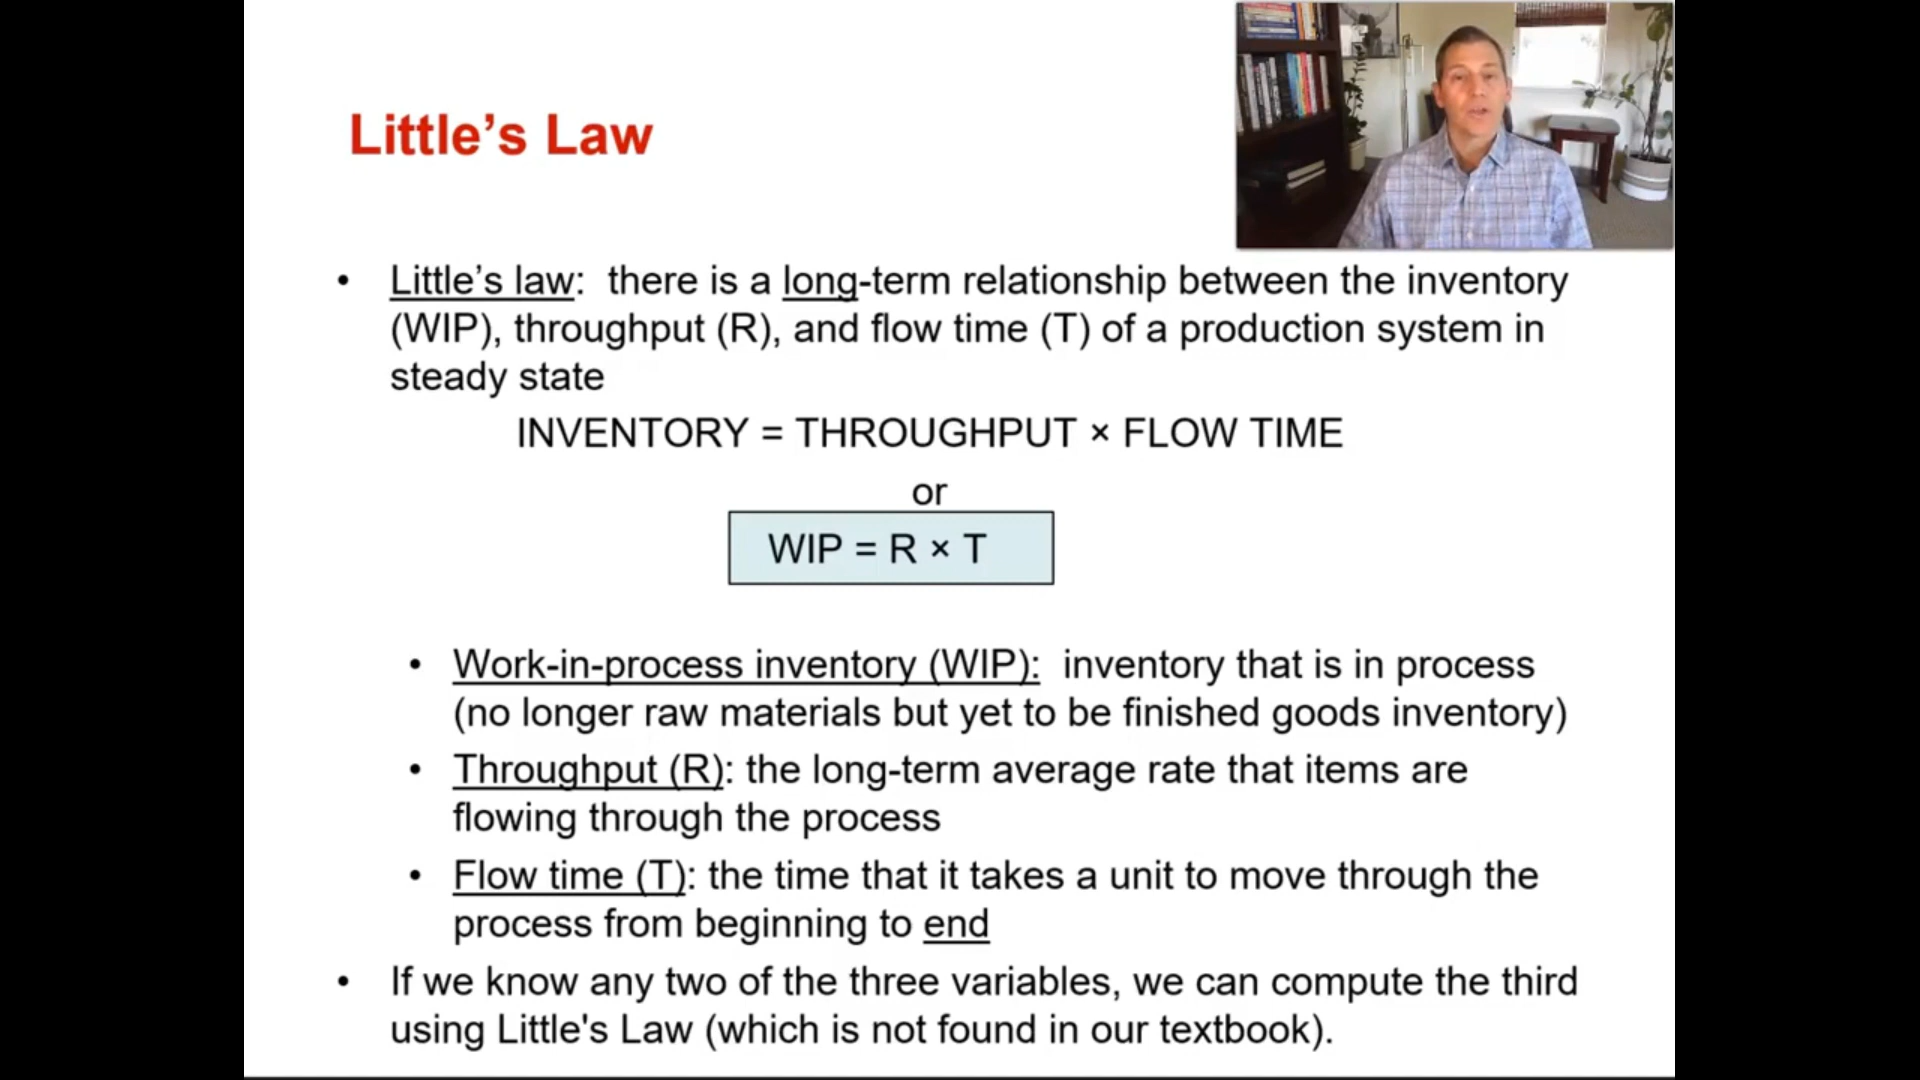 Little’s Law
• Little’s law:  there is a long-term relationship between the inventory
(WIP), throughput (R), and flow time (T) of a production system in
steady state
INVENTORY = THROUGHPUT × FLOW TIME
or
WIP = R × T
• Work-in-process inventory (WIP):  inventory that is in process
(no longer raw materials but yet to be finished goods inventory)
• Throughput (R): the long-term average rate that items are
flowing through the process
• Flow time (T): the time that it takes a unit to move through the
process from beginning to end
• If we know any two of the three variables, we can compute the third
using Little's Law (which is not found in our textbook).